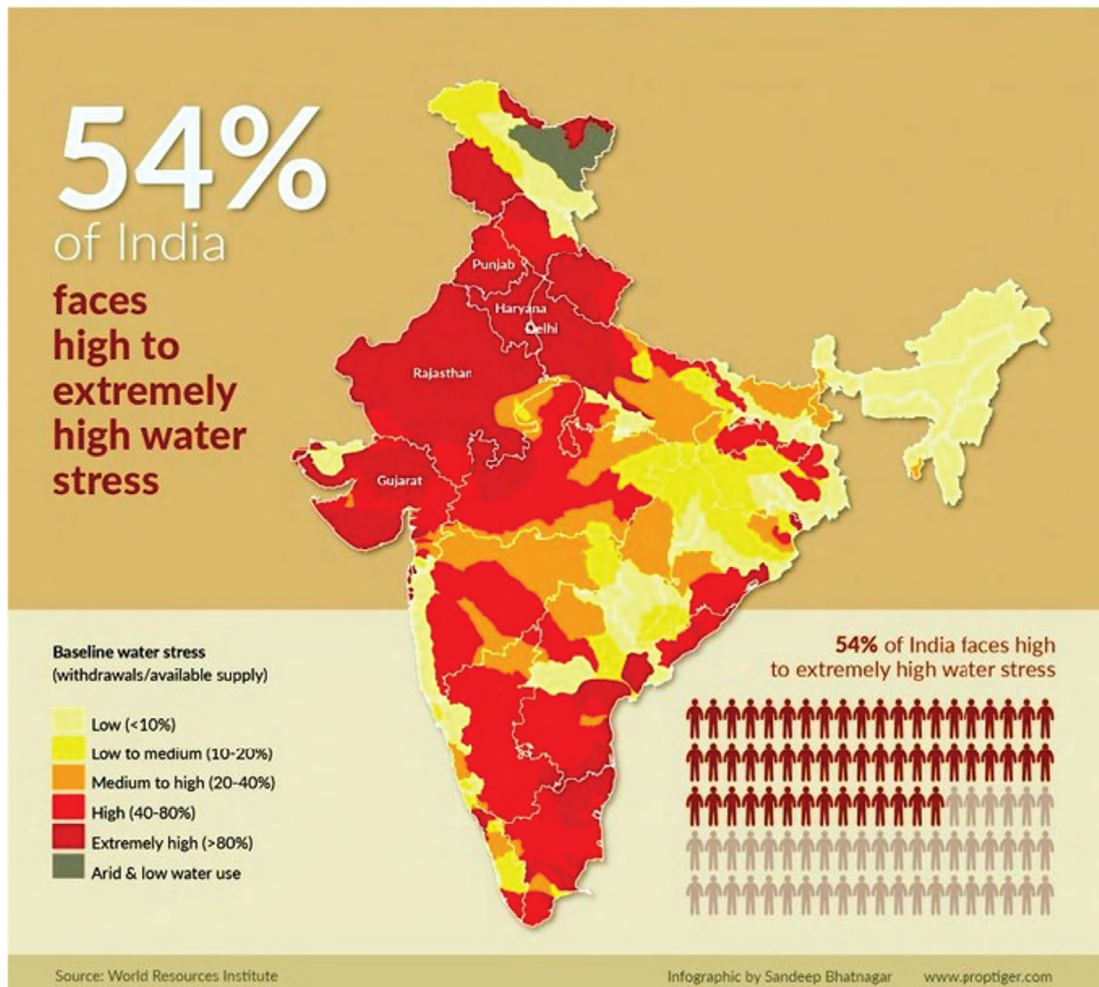 54%
of India
faces
high to
extremely
high water
stress
Punjab
Haryana
Delhi
Rajasthan
Gujarat
Baseline water stress
(withdrawals/available supply)
Low (<10%)
Low to medium (10-20%)
Medium to high (20-40%)
High (40-80%)
Extremely high (>80%)
Arid & low water use
54% of India faces high
to extremely high water stress
Source: World Resources Institute
Infographic by Sandeep Bhatnagar www.proptiger.com